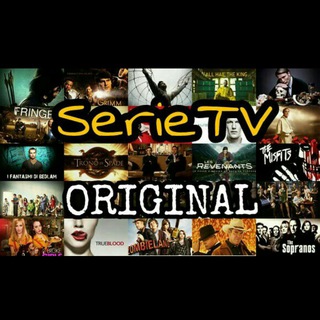 ALL HAIL THE KING
FRINGE
GRIMM
SerieTV
THE
MISFITS
I FANTASMI DI BEDLAM
IL TRONO DI SPADE
THE
REVENANTS
ORIGINAL
TRUEBLOOD
ZOMBIELAND
The
Sopranos